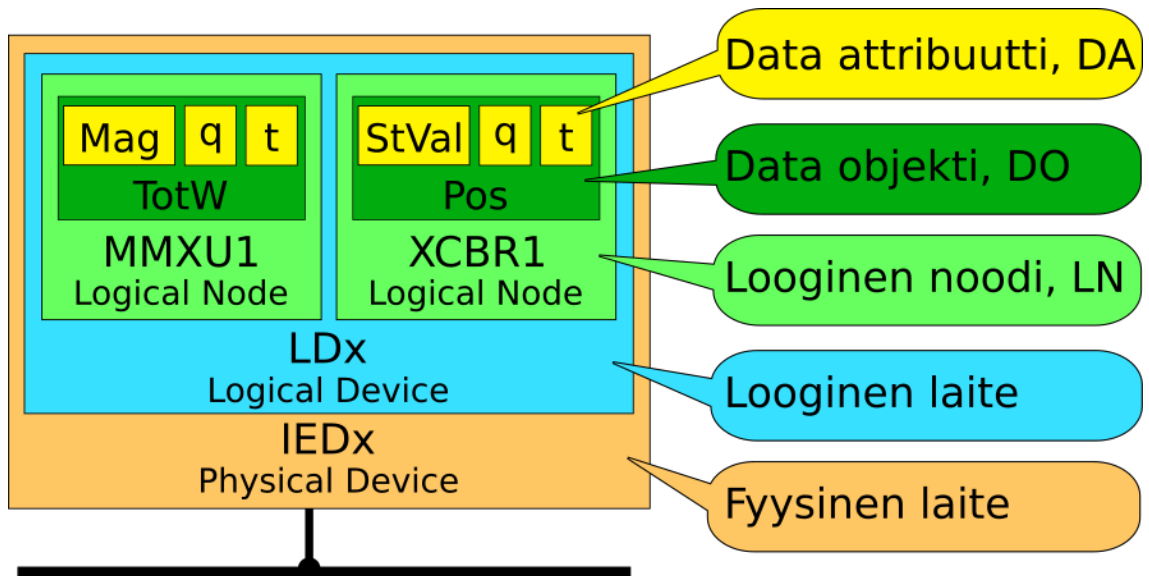 Mag q t
TotW
MMXU1
Logical Node
StVal q t
Pos
XCBR1
Logical Node
LDx
Logical Device
IEDx
Physical Device
Data attribuutti, DA
Data objekti, DO
Looginen noodi, LN
Looginen laite
Fyysinen laite